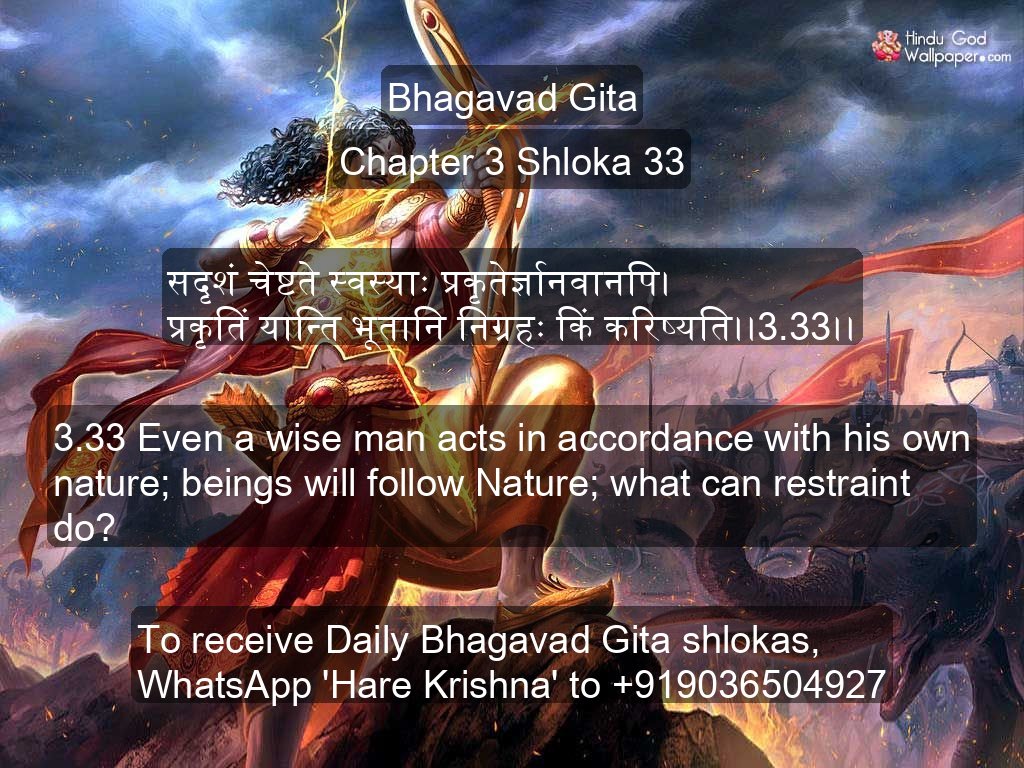 Hindu God
Wallpaper.com
Bhagavad Gita
Chapter 3 Shloka 33
सदृशं चेष्टते स्वस्याः प्रकृतेर्ज्ञानवानपि।
प्रकृतिं यान्ति भूतानि निग्रहः किं करिष्यति।।3.33।।
3.33 Even a wise man acts in accordance with his own
nature; beings will follow Nature; what can restraint
do?
To receive Daily Bhagavad Gita shlokas,
WhatsApp 'Hare Krishna' to +919036504927